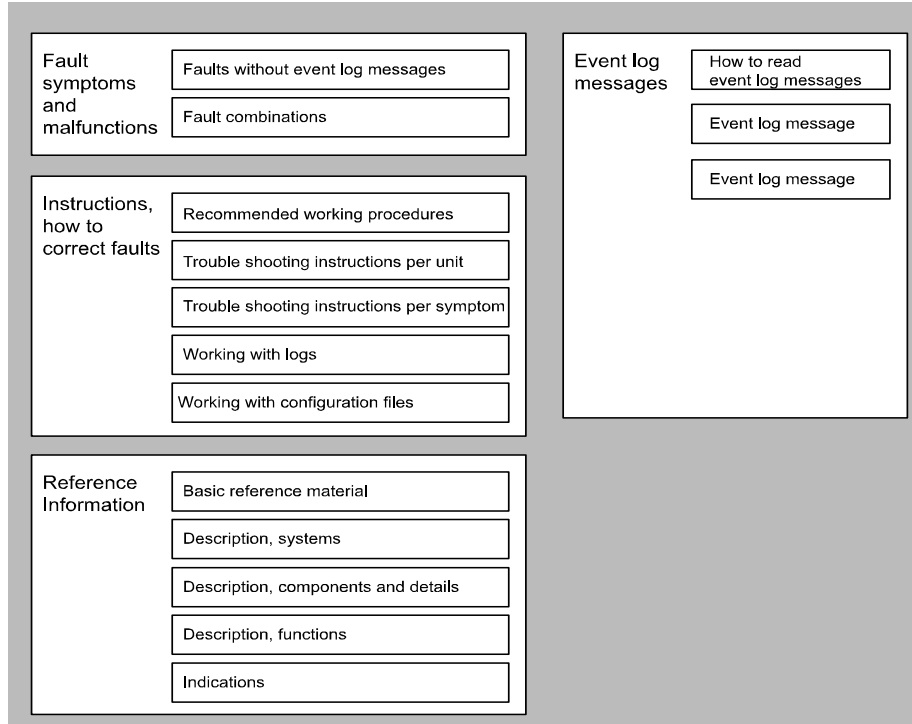 Fault
symptoms
and
malfunctions
Faults without event log messages
Fault combinations
Instructions,
how to
correct faults
Recommended working procedures
Trouble shooting instructions per unit
Trouble shooting instructions per symptom
Working with logs
Working with configuration files
Reference
Information
Basic reference material
Description, systems
Description, components and details
Description, functions
Indications
Event log
messages
How to read
event log messages
Event log message
Event log message